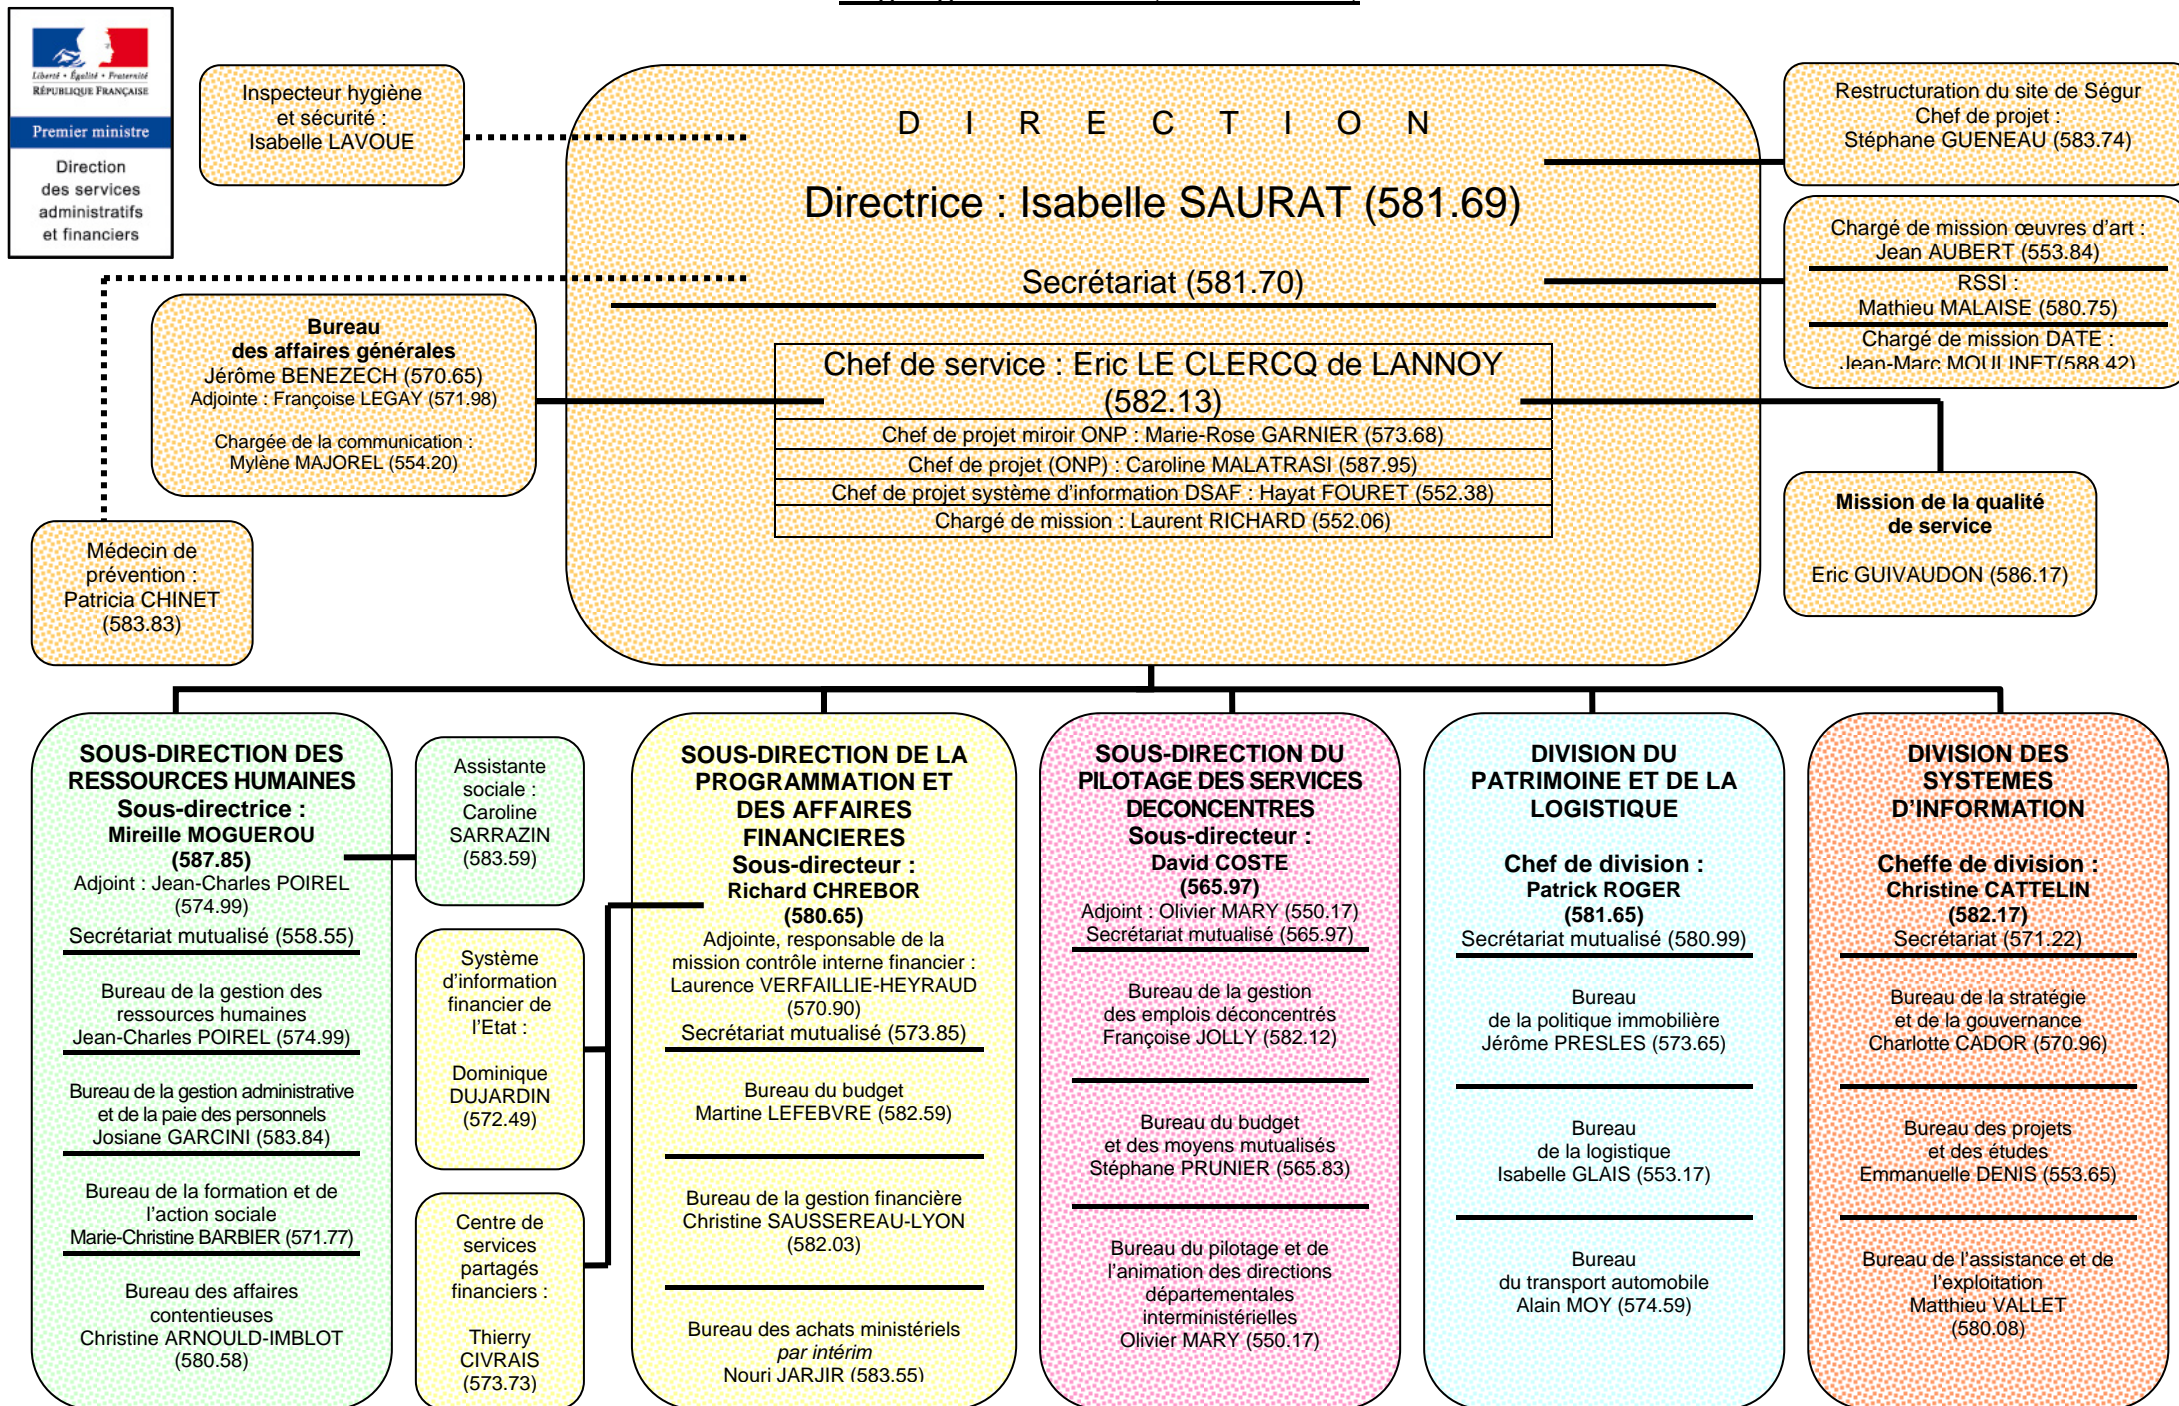 Liberté • Égalité • Fraternité
RÉPUBLIQUE FRANÇAISE
Premier ministre
Direction
des services
administratifs
et financiers
Inspecteur hygiène
et sécurité :
Isabelle LAVOUE
D I R E C T I O N
Directrice : Isabelle SAURAT (581.69)
Secrétariat (581.70)
Restructuration du site de Ségur
Chef de projet :
Stéphane GUENEAU (583.74)
Chargé de mission œuvres d'art :
Jean AUBERT (553.84)
RSSI :
Mathieu MALAISE (580.75)
Chargé de mission DATE :
Jean-Marc MOULINET(588.42)
Bureau
des affaires générales
Jérôme BENEZECH (570.65)
Adjointe : Françoise LEGAY (571.98)
Chargée de la communication :
Mylène MAJOREL (554.20)
Chef de service : Eric LE CLERCQ de LANNOY
(582.13)
Chef de projet miroir ONP : Marie-Rose GARNIER (573.68)
Chef de projet (ONP) : Caroline MALATRASI (587.95)
Chef de projet système d'information DSAF : Hayat FOURET (552.38)
Chargé de mission : Laurent RICHARD (552.06)
Mission de la qualité
de service
Eric GUIVAUDON (586.17)
Médecin de
prévention :
Patricia CHINET
(583.83)
SOUS-DIRECTION DES
RESSOURCES HUMAINES
Sous-directrice :
Mireille MOGUEROU
(587.85)
Adjoint : Jean-Charles POIREL
(574.99)
Secrétariat mutualisé (558.55)
Bureau de la gestion des
ressources humaines
Jean-Charles POIREL (574.99)
Bureau de la gestion administrative
et de la paie des personnels
Josiane GARCINI (583.84)
Bureau de la formation et de
l'action sociale
Marie-Christine BARBIER (571.77)
Bureau des affaires
contentieuses
Christine ARNOULD-IMBLOT
(580.58)
Assistante
sociale :
Caroline
SARRAZIN
(583.59)
Système
d'information
financier de
l'Etat :
Dominique
DUJARDIN
(572.49)
Centre de
services
partagés
financiers :
Thierry
CIVRAIS
(573.73)
SOUS-DIRECTION DE LA
PROGRAMMATION ET
DES AFFAIRES
FINANCIERES
Sous-directeur :
Richard CHREBOR
(580.65)
Adjointe, responsable de la
mission contrôle interne financier :
Laurence VERFAILLIE-HEYRAUD
(570.90)
Secrétariat mutualisé (573.85)
Bureau du budget
Martine LEFEBVRE (582.59)
Bureau de la gestion financière
Christine SAUSSEREAU-LYON
(582.03)
Bureau des achats ministériels
par intérim
Nouri JARJIR (583.55)
SOUS-DIRECTION DU
PILOTAGE DES SERVICES
DECONCENTRES
Sous-directeur :
David COSTE
(565.97)
Adjoint : Olivier MARY (550.17)
Secrétariat mutualisé (565.97)
Bureau de la gestion
des emplois déconcentrés
Françoise JOLLY (582.12)
Bureau du budget
et des moyens mutualisés
Stéphane PRUNIER (565.83)
Bureau du pilotage et de
l'animation des directions
départementales
interministérielles
Olivier MARY (550.17)
DIVISION DU
PATRIMOINE ET DE LA
LOGISTIQUE
Chef de division :
Patrick ROGER
(581.65)
Secrétariat mutualisé (580.99)
Bureau
de la politique immobilière
Jérôme PRESLES (573.65)
Bureau
de la logistique
Isabelle GLAIS (553.17)
Bureau
du transport automobile
Alain MOY (574.59)
DIVISION DES
SYSTEMES
D'INFORMATION
Cheffe de division :
Christine CATTELIN
(582.17)
Secrétariat (571.22)
Bureau de la stratégie
et de la gouvernance
Charlotte CADOR (570.96)
Bureau des projets
et des études
Emmanuelle DENIS (553.65)
Bureau de l'assistance et de
l'exploitation
Matthieu VALLET
(580.08)